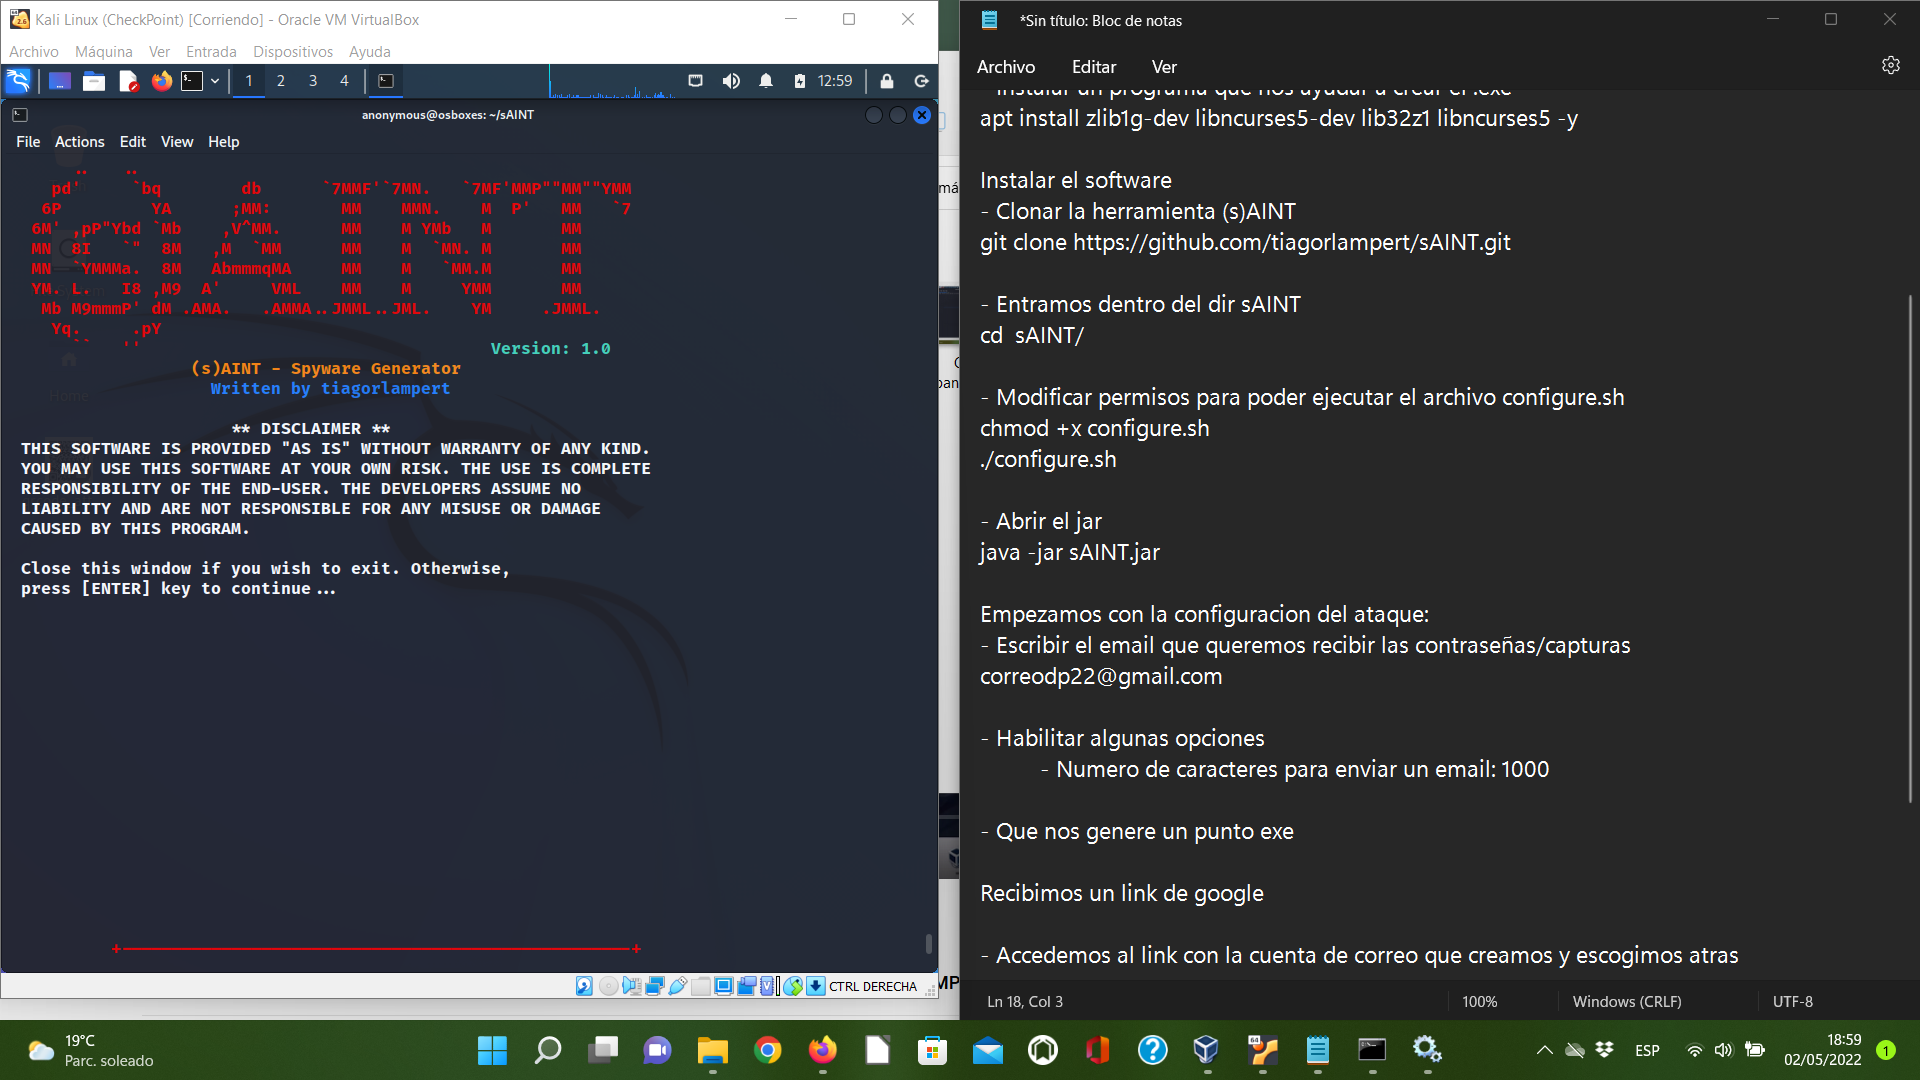 Kali Linux (CheckPoint) [Corriendo] - Oracle VM VirtualBox
Archivo Máquina Ver Entrada Dispositivos Ayuda
1 2 3 4
12:59
anonymous@osboxes: ~/sAINT
File Actions Edit View Help
Version: 1.0
(s)AINT - Spyware Generator
Written by tiagorlampert
** DISCLAIMER **
THIS SOFTWARE IS PROVIDED "AS IS" WITHOUT WARRANTY OF ANY KIND.
YOU MAY USE THIS SOFTWARE AT YOUR OWN RISK. THE USE IS COMPLETE
RESPONSIBILITY OF THE END-USER. THE DEVELOPERS ASSUME NO
LIABILITY AND ARE NOT RESPONSIBLE FOR ANY MISUSE OR DAMAGE
CAUSED BY THIS PROGRAM.
Close this window if you wish to exit. Otherwise,
press [ENTER] key to continue...
CTRL DERECHA
*Sin título: Bloc de notas
Archivo Editar Ver
- Instalar un programa que nos ayudar a crear el .exe
apt install zlib1g-dev libncurses5-dev lib32z1 libncurses5 -y
Instalar el software
- Clonar la herramienta (s)AINT
git clone https://github.com/tiagorlampert/sAINT.git
- Entramos dentro del dir sAINT
cd  sAINT/
- Modificar permisos para poder ejecutar el archivo configure.sh
chmod +x configure.sh
./configure.sh
- Abrir el jar
java -jar sAINT.jar
Empezamos con la configuracion del ataque:
- Escribir el email que queremos recibir las contraseñas/capturas
correodp22@gmail.com
- Habilitar algunas opciones
- Numero de caracteres para enviar un email: 1000
- Que nos genere un punto exe
Recibimos un link de google
- Accedemos al link con la cuenta de correo que creamos y escogimos atras
Ln 18, Col 3
100%
Windows (CRLF)
UTF-8
19°C
Parc. soleado
ESP
18:59
02/05/2022
1